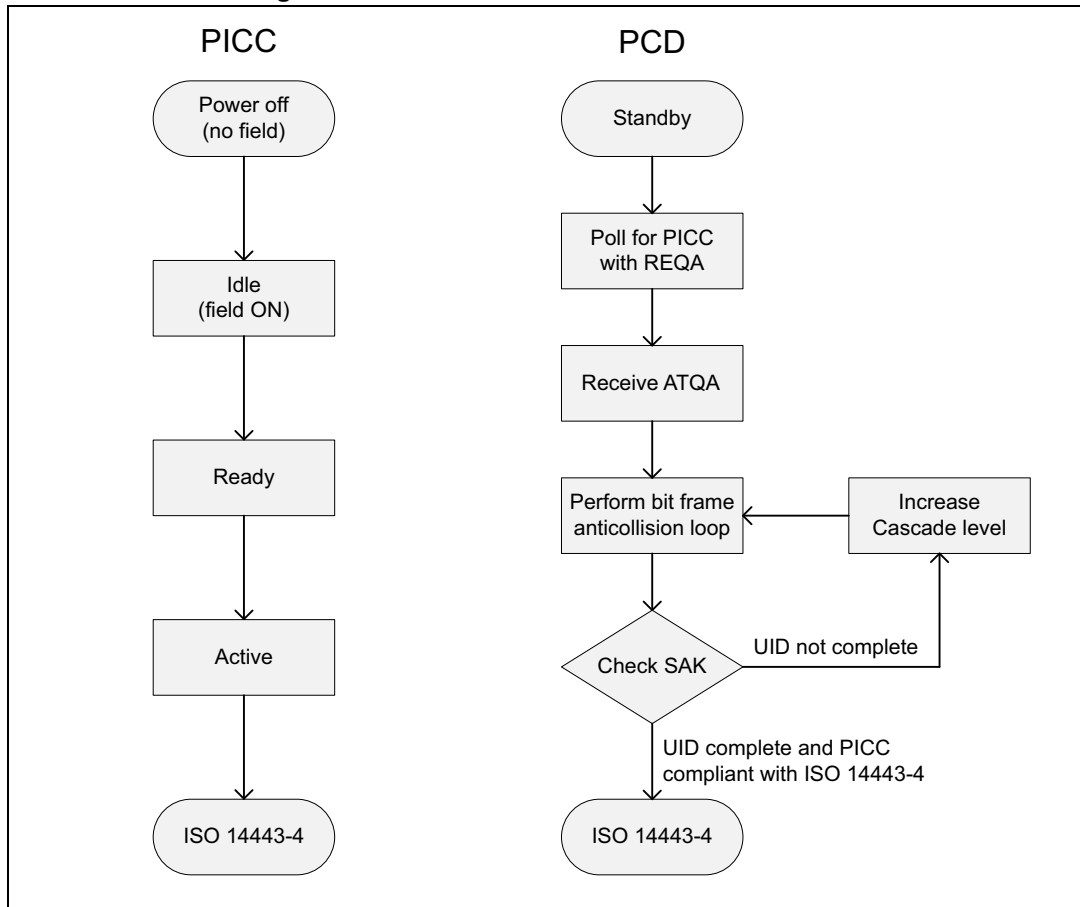 PICC
PCD
Power off
(no field)
Standby
Poll for PICC
with REQA
Idle
(field ON)
Receive ATQA
Ready
Perform bit frame
anticollision loop
Increase
Cascade level
Active
Check SAK
UID not complete
UID complete and PICC
compliant with ISO 14443-4
ISO 14443-4
ISO 14443-4